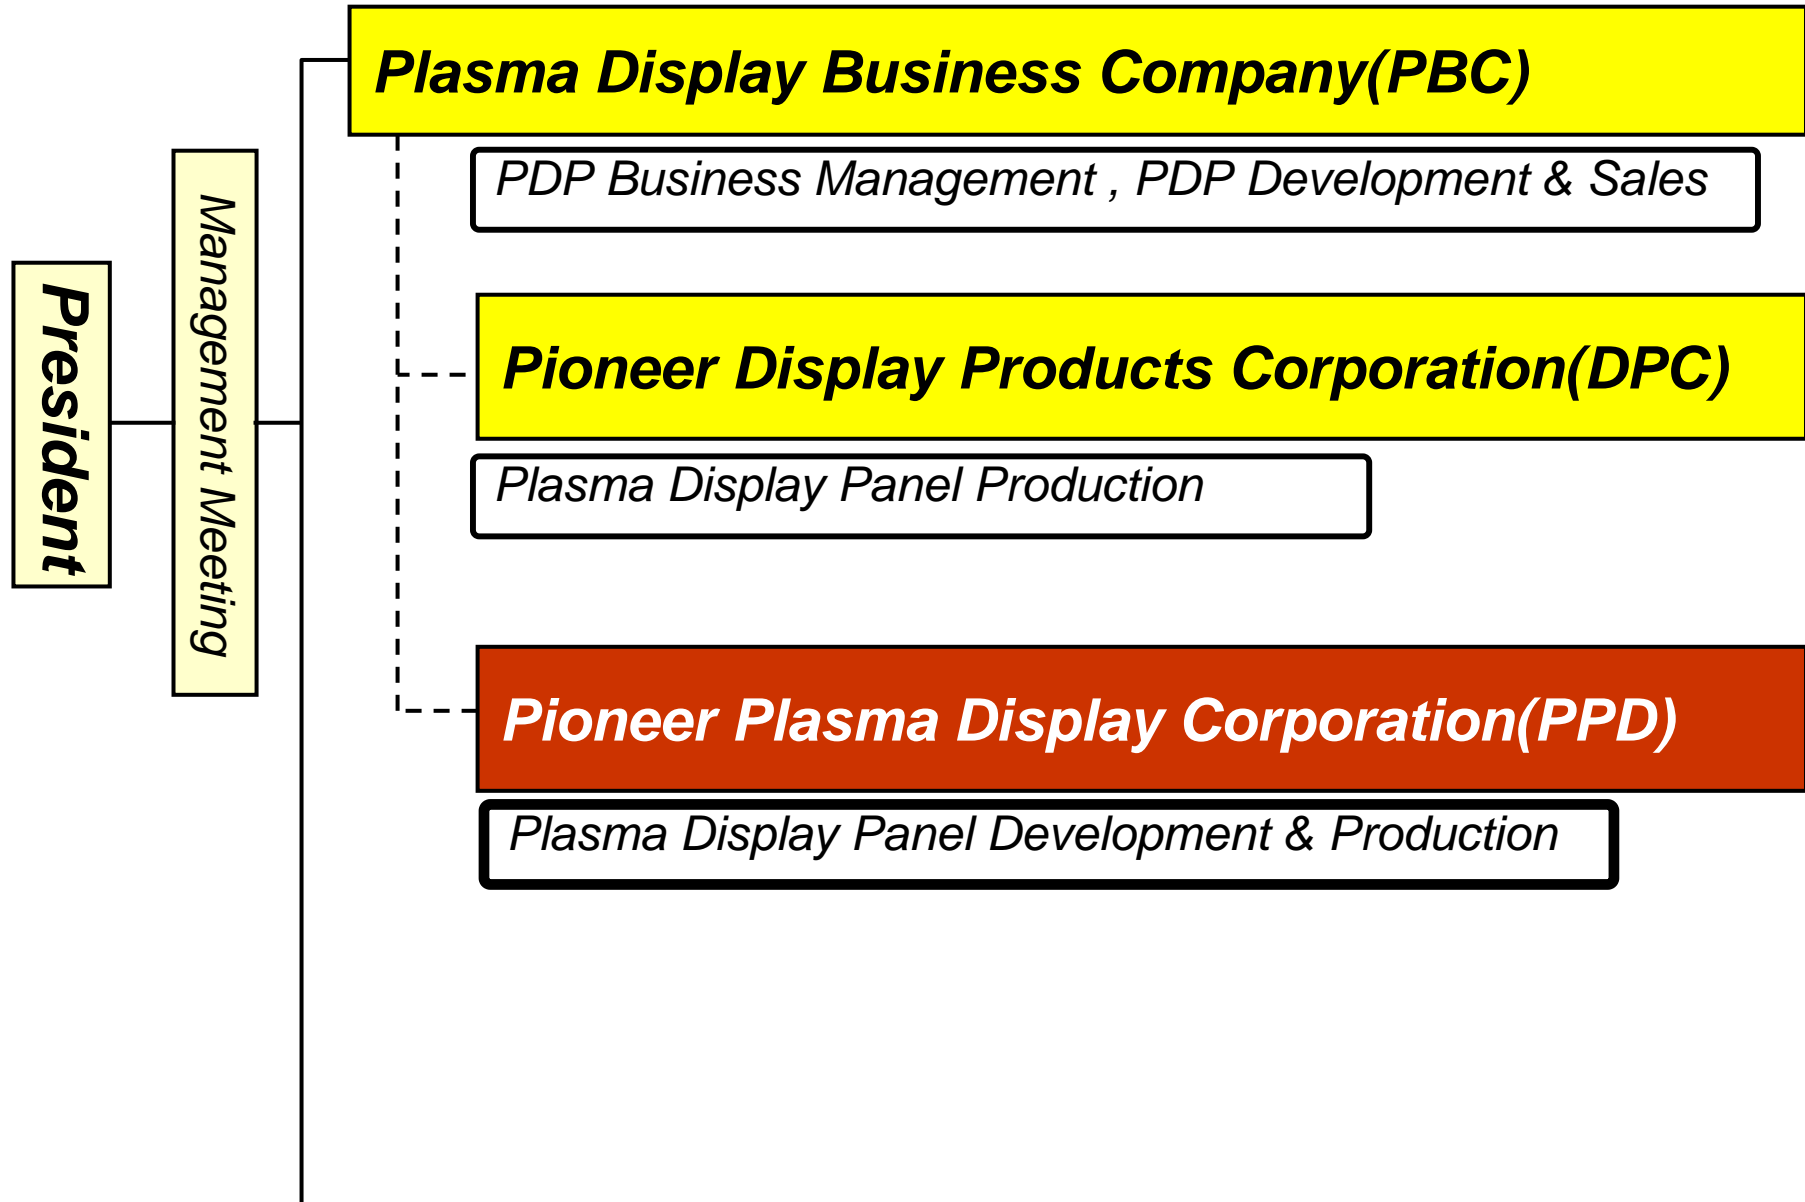 Plasma Display Business Company(PBC)
PDP Business Management , PDP Development & Sales
President
Management Meeting
Pioneer Display Products Corporation(DPC)
Plasma Display Panel Production
Pioneer Plasma Display Corporation(PPD)
Plasma Display Panel Development & Production